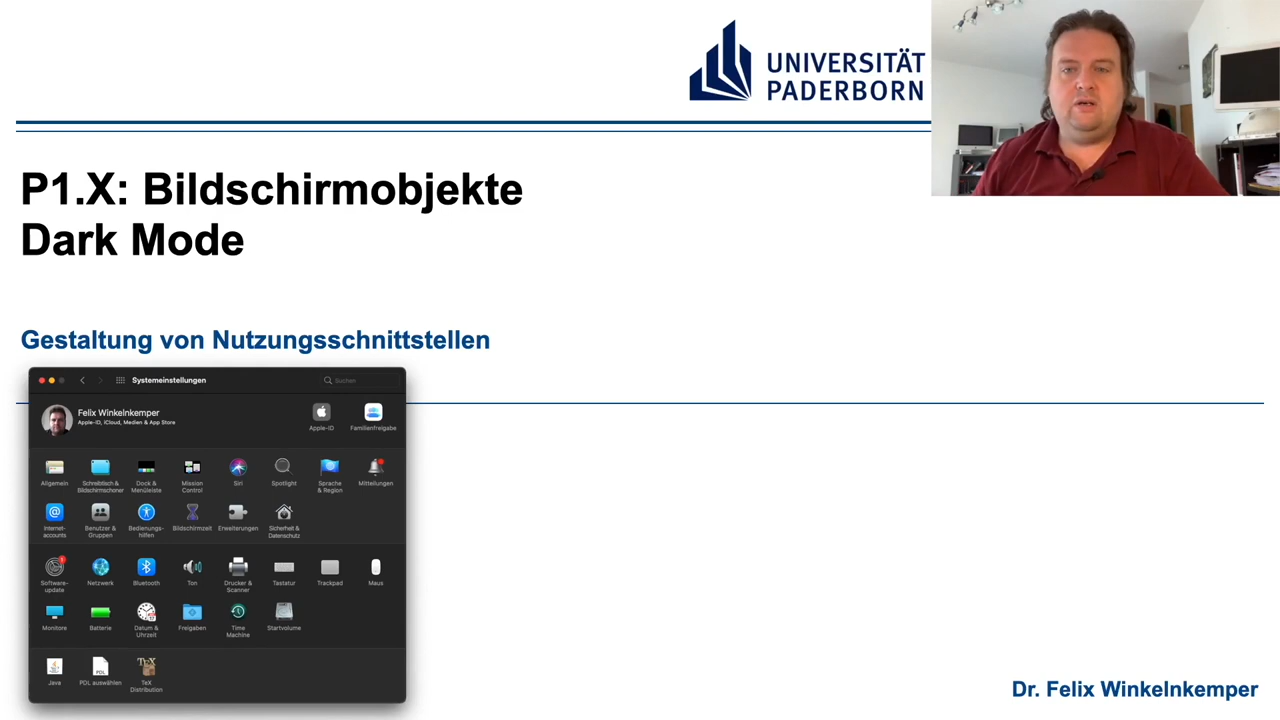 UNIVERSITÄT
PADERBORN
P1.X: Bildschirmobjekte
Dark Mode
Gestaltung von Nutzungsschnittstellen
Systemeinstellungen
Suchen
Felix Winkelnkemper
Apple-ID, iCloud, Medien & App Store
Apple-ID
Familienfreigabe
Allgemein
Schreibtisch &
Bildschirmschoner
Dock &
Menüleiste
Mission
Control
Siri
Spotlight
Sprache
& Region
Mitteilungen
Internet-
accounts
Benutzer &
Gruppen
Bedienungs-
hilfen
Bildschirmzeit
Erweiterungen
Sicherheit &
Datenschutz
Software-
update
Netzwerk
Bluetooth
Ton
Drucker &
Scanner
Tastatur
Trackpad
Maus
Monitore
Batterie
Datum &
Uhrzeit
Freigaben
Time
Machine
Startvolume
Java
PDL
PDL auswählen
TeX
TeX
Distribution
Dr. Felix Winkelnkemper